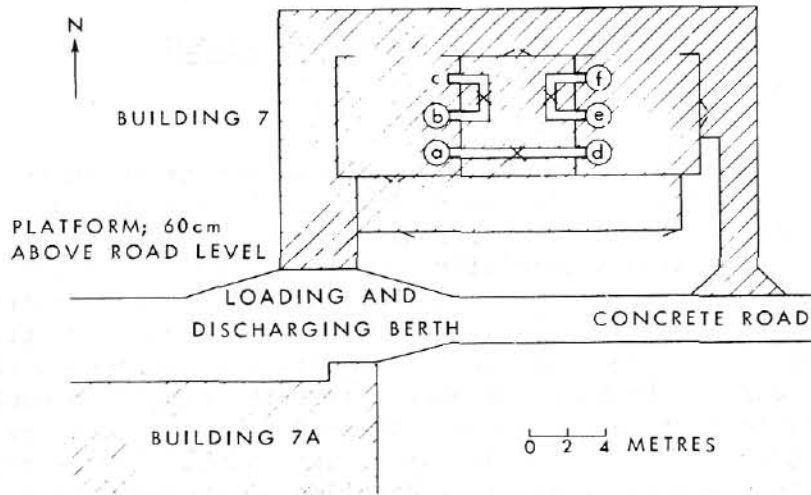 N
c
f
BUILDING 7
b
e
a
d
PLATFORM; 60cm
ABOVE ROAD LEVEL
LOADING AND
DISCHARGING BERTH
CONCRETE ROAD
BUILDING 7A
0 2 4 METRES